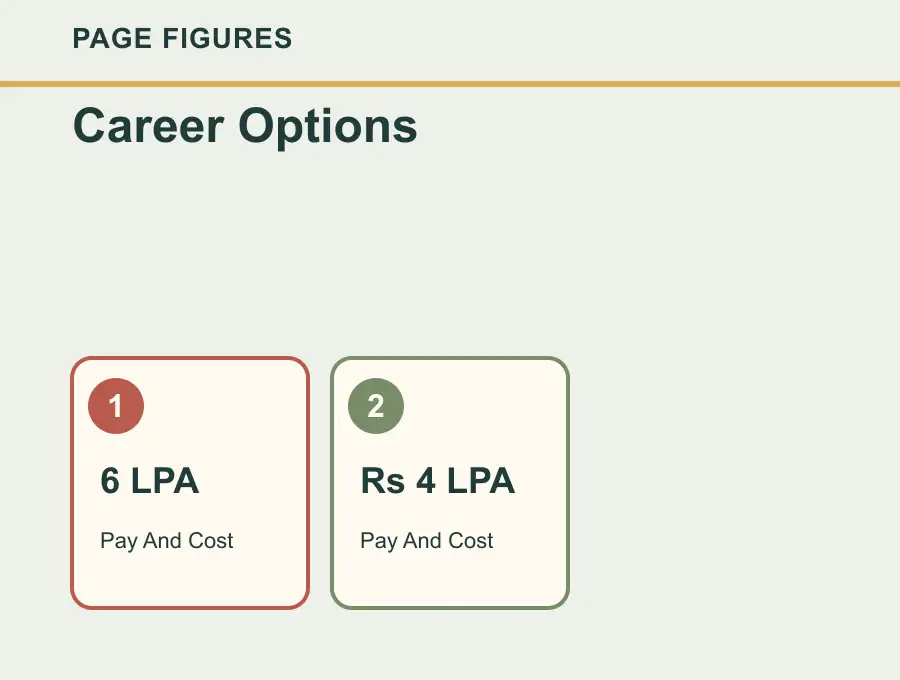 PAGE FIGURES
Career Options
1
6 LPA
Pay And Cost
2
Rs 4 LPA
Pay And Cost